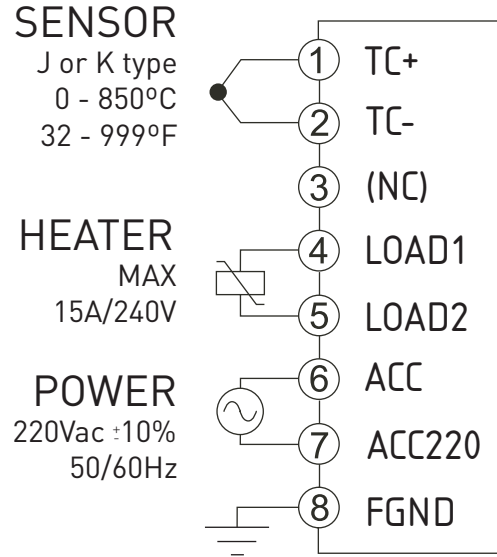 SENSOR
J or K type
0 - 850ºC
32 - 999ºF
1 TC+
2 TC-
3 (NC)
HEATER
MAX
15A/240V
4 LOAD1
5 LOAD2
POWER
220Vac ±10%
50/60Hz
6 ACC
7 ACC220
8 FGND